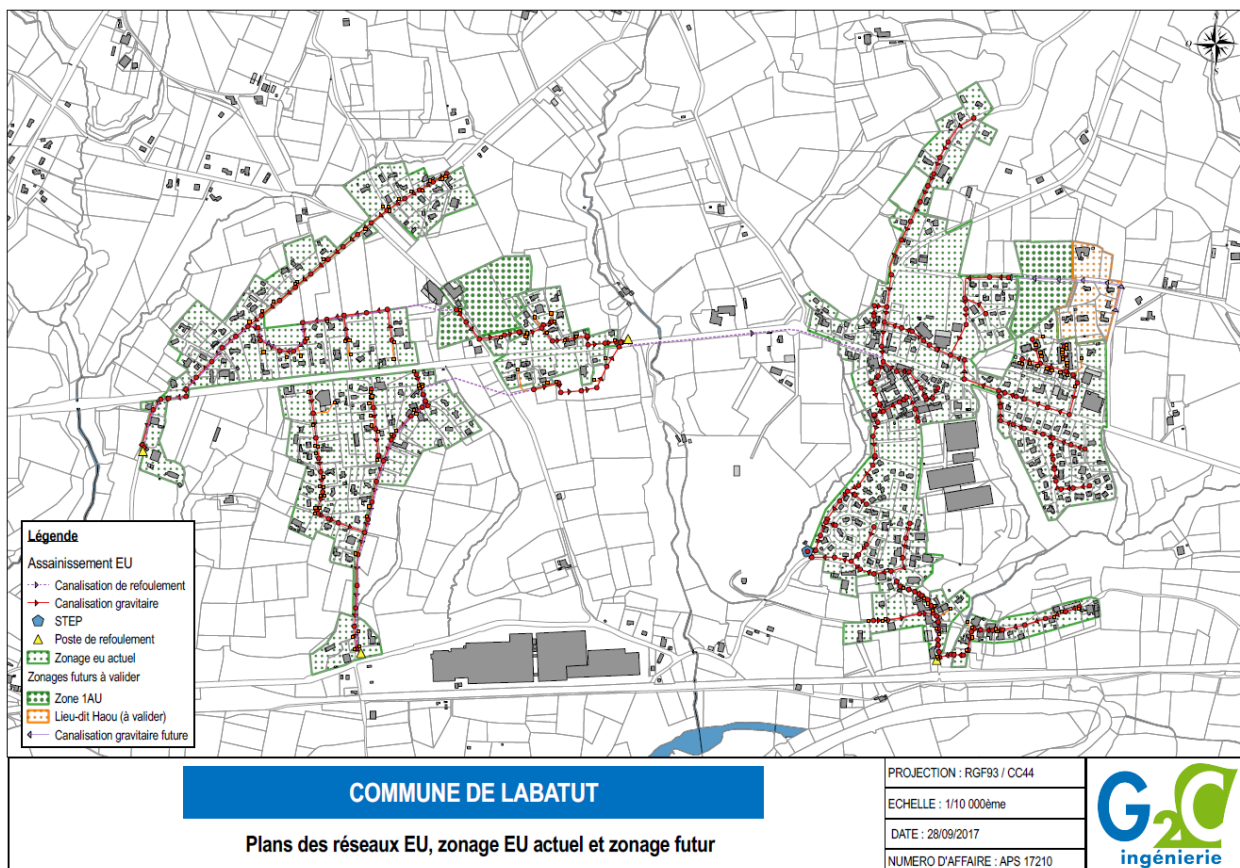 S
O
S
Légende
Assainissement EU
Canalisation de refoulement
Canalisation gravitaire
STEP
Poste de refoulement
Zonage eu actuel
Zonages futurs à valider
Zone 1AU
Lieu-dit Haou (à valider)
Canalisation gravitaire future
COMMUNE DE LABATUT
Plans des réseaux EU, zonage EU actuel et zonage futur
PROJECTION : RGF93 / CC44
ECHELLE : 1/10 000ème
DATE : 28/09/2017
NUMERO D'AFFAIRE : APS 17210
G2C
ingénierie